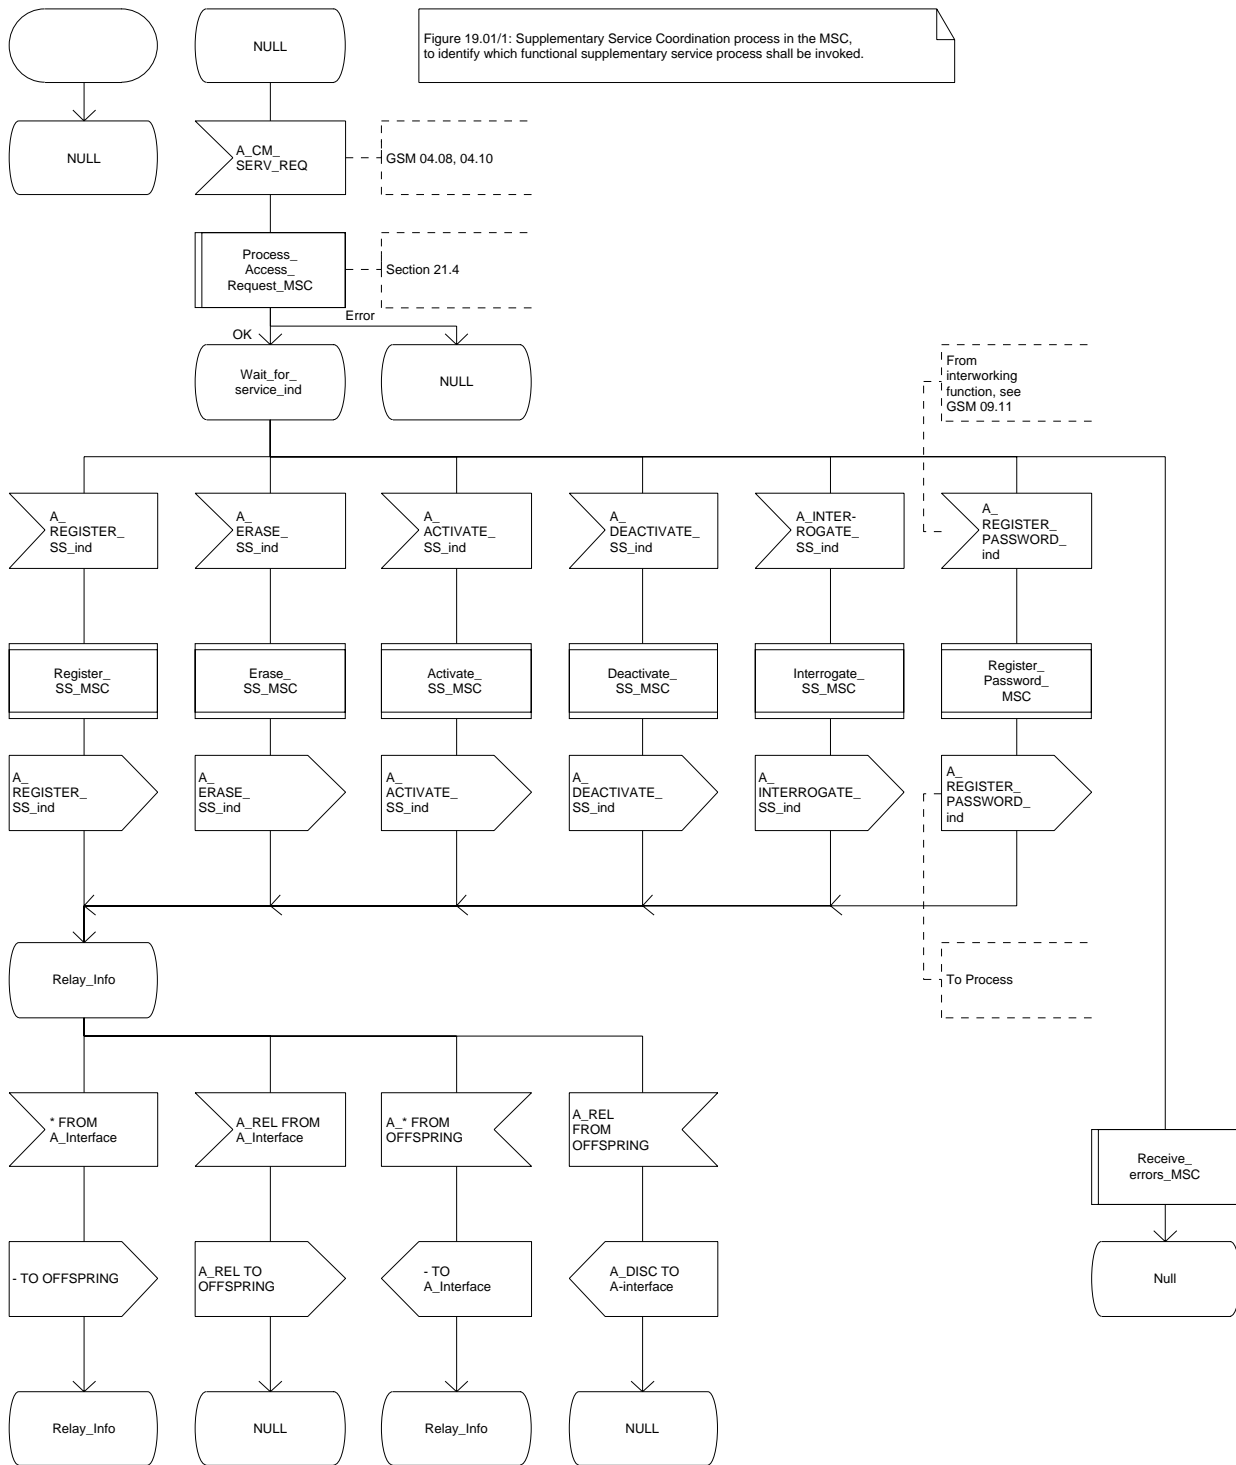 NULL
Figure 19.01/1: Supplementary Service Coordination process in the MSC,
to identify which functional supplementary service process shall be invoked.
NULL
A_CM_
SERV_REQ
GSM 04.08, 04.10
Process_
Access_
Request_MSC
Section 21.4
Error
OK
Wait_for_
service_ind
NULL
From
interworking
function, see
GSM 09.11
A_
REGISTER_
SS_ind
A_
ERASE_
SS_ind
A_
ACTIVATE_
SS_ind
A_
DEACTIVATE_
SS_ind
A_INTER-
ROGATE_
SS_ind
A_
REGISTER_
PASSWORD_
ind
Register_
SS_MSC
Erase_
SS_MSC
Activate_
SS_MSC
Deactivate_
SS_MSC
Interrogate_
SS_MSC
Register_
Password_
MSC
A_
REGISTER_
SS_ind
A_
ERASE_
SS_ind
A_
ACTIVATE_
SS_ind
A_
DEACTIVATE_
SS_ind
A_
INTERROGATE_
SS_ind
A_
REGISTER_
PASSWORD_
ind
Relay_Info
To Process
* FROM
A_Interface
A_REL FROM
A_Interface
A_* FROM
OFFSPRING
A_REL
FROM
OFFSPRING
Receive_
errors_MSC
- TO OFFSPRING
A_REL TO
OFFSPRING
- TO
A_Interface
A_DISC TO
A-interface
Null
Relay_Info
NULL
Relay_Info
NULL